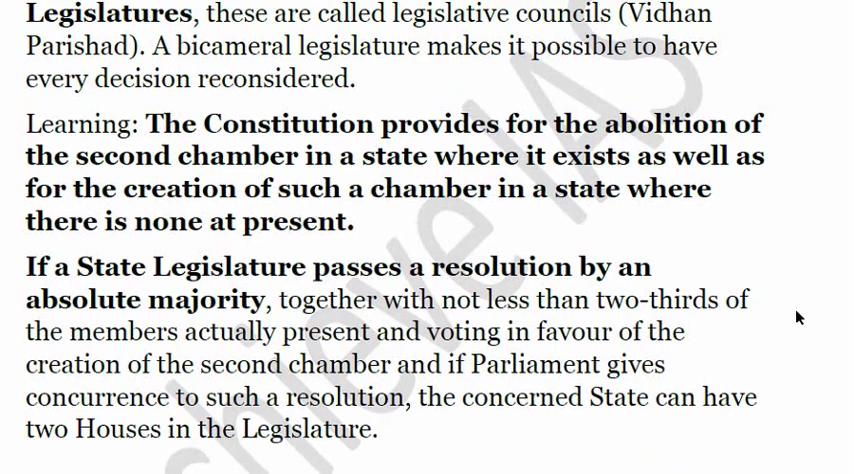 Legislatures, these are called legislative councils (Vidhan
Parishad). A bicameral legislature makes it possible to have
every decision reconsidered.
Learning: The Constitution provides for the abolition of
the second chamber in a state where it exists as well as
for the creation of such a chamber in a state where
there is none at present.
If a State Legislature passes a resolution by an
absolute majority, together with not less than two-thirds of
the members actually present and voting in favour of the
creation of the second chamber and if Parliament gives
concurrence to such a resolution, the concerned State can have
two Houses in the Legislature.
chieve IAS